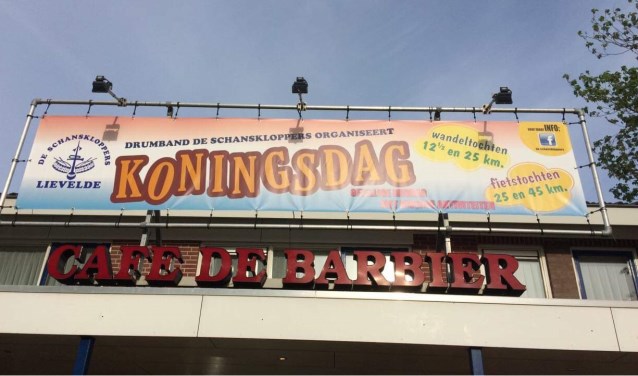 DE SCHANSKLOPPERS
LIEVELDE
DRUMBAND DE SCHANSKLOPPERS ORGANISEERT
KONINGSDAG
wandeltochten
12½ en 25 km.
fietstochten
25 en 45 km.
INFO:
f
CAFE DE BARBIER